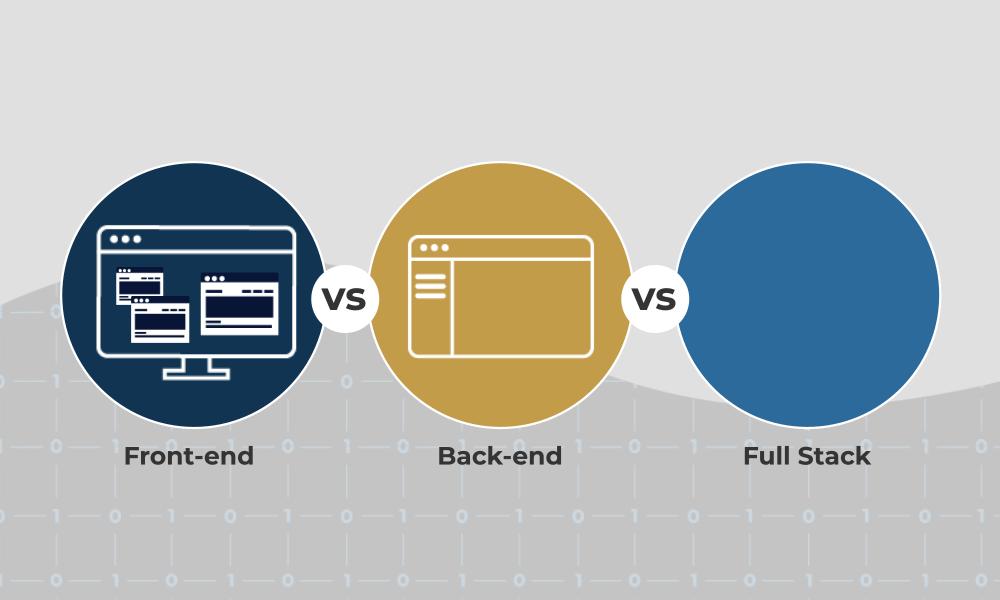 VS
VS
Front-end
Back-end
Full Stack